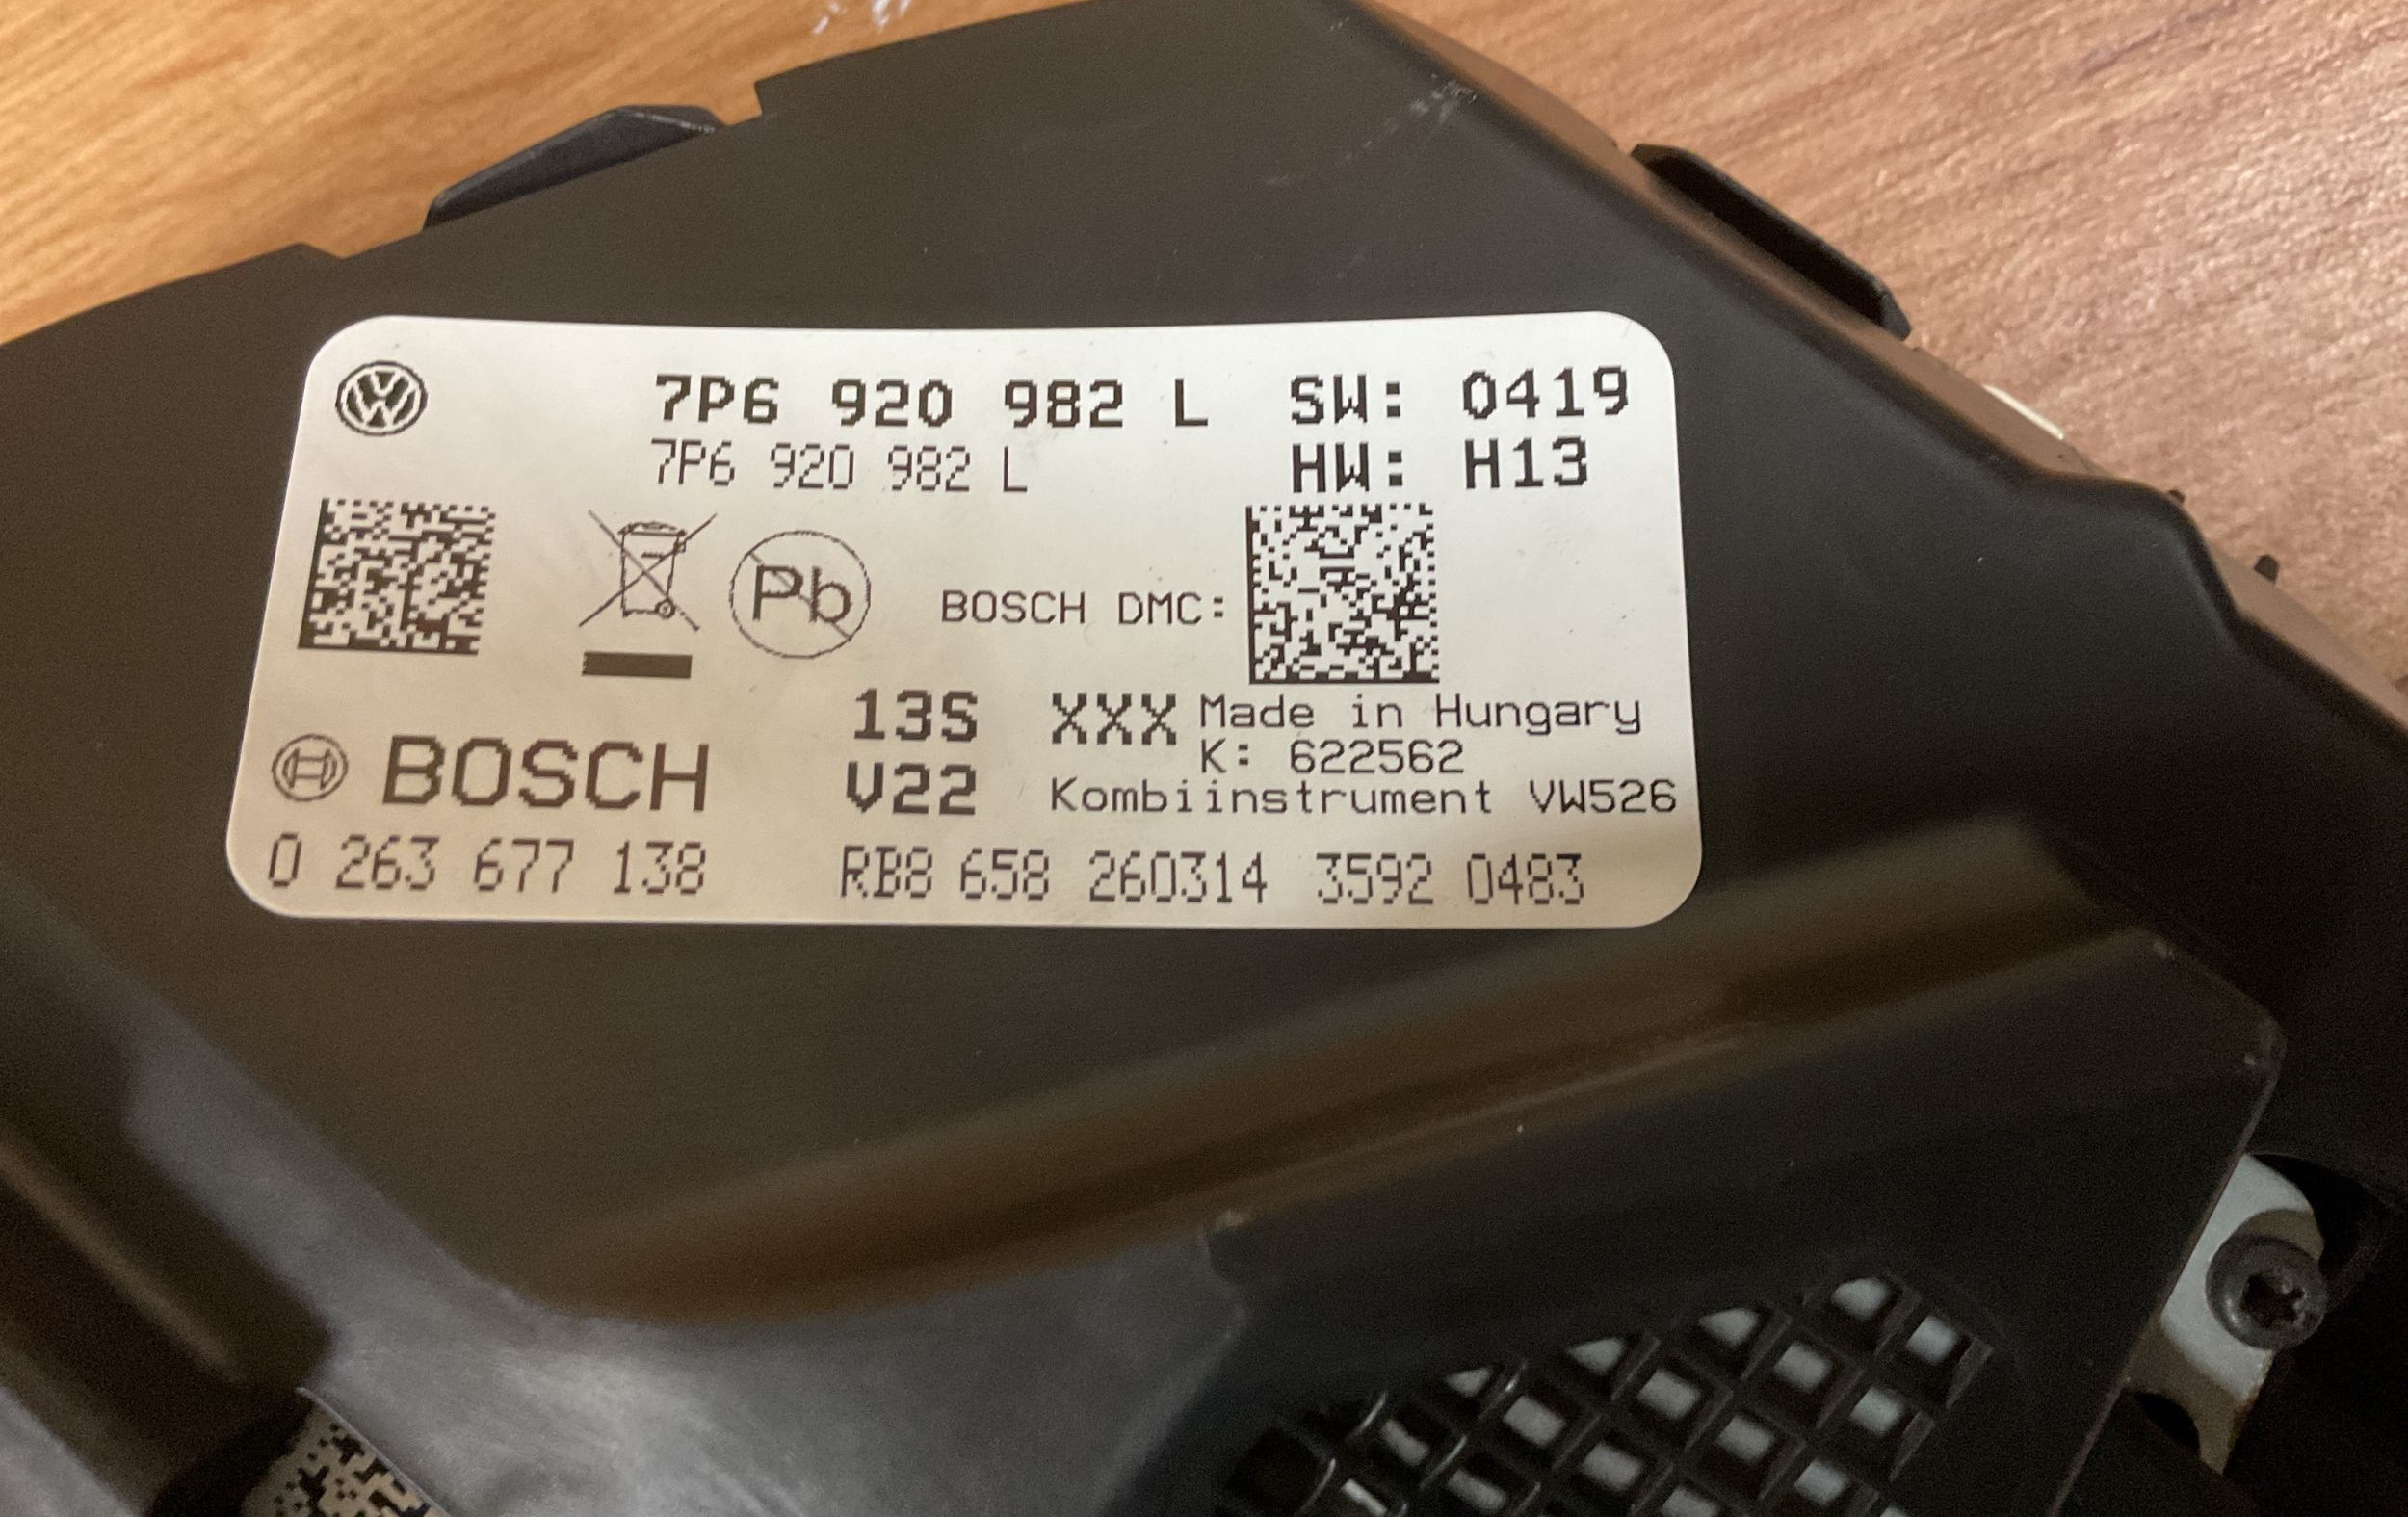 7P6 920 982 L SW: 0419
7P6 920 982 L HW: H13
Pb BOSCH DMC:
13S XXX Made in Hungary
K: 622562
BOSCH V22 Kombiinstrument VW526
0 263 677 138 RB8 658 260314 3592 0483